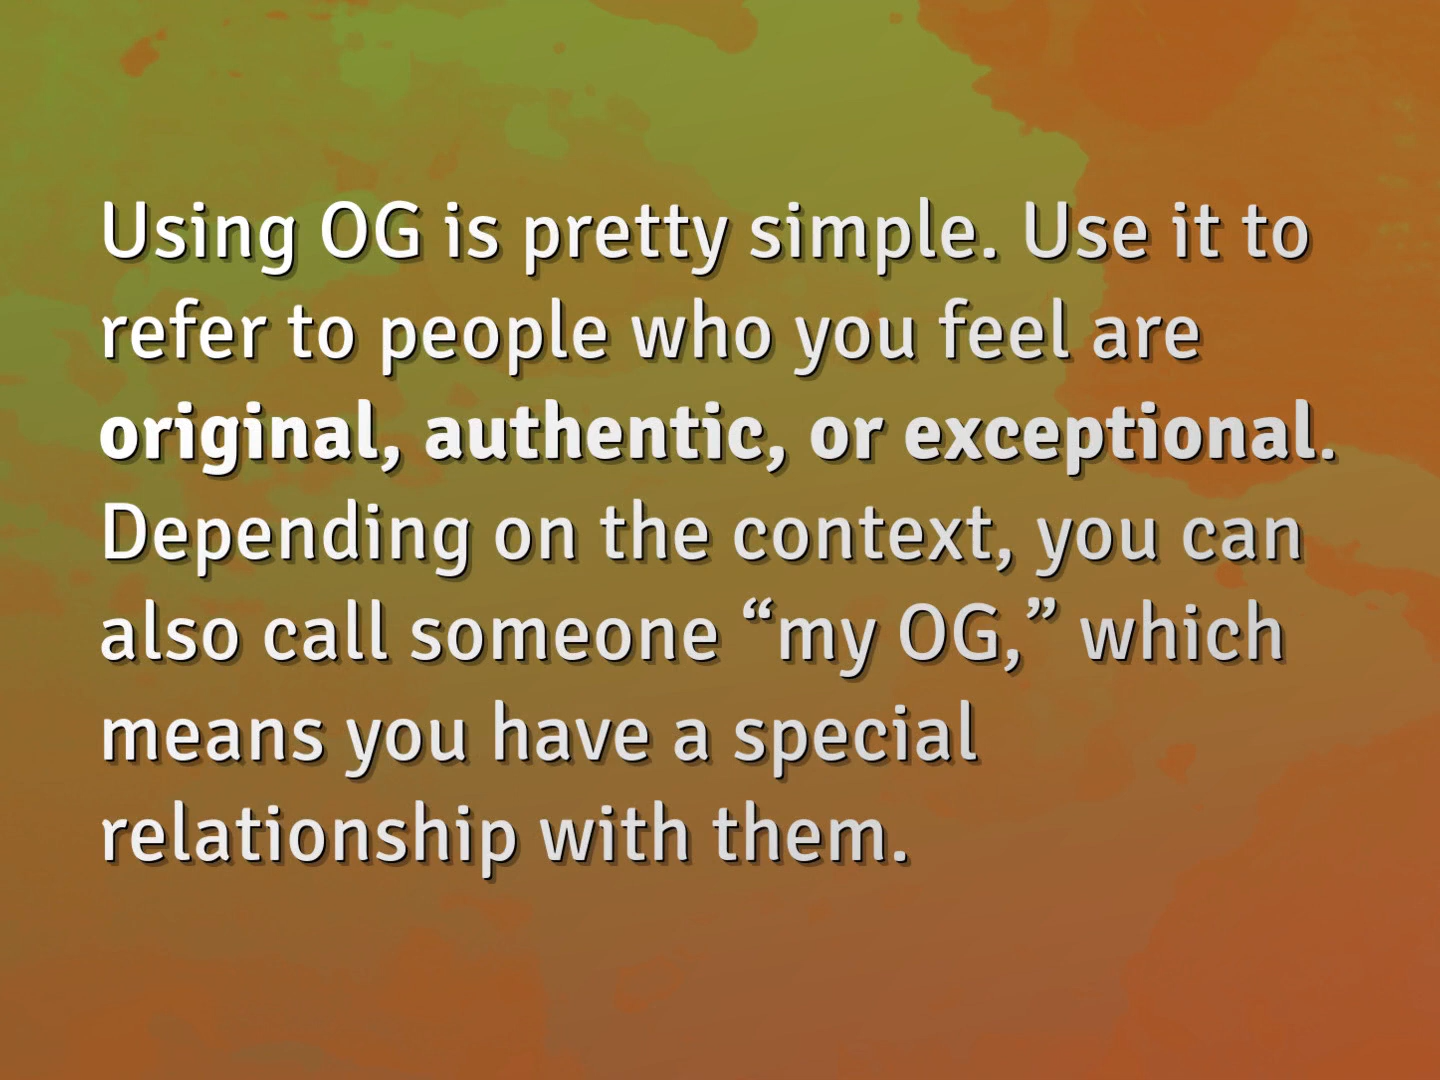 Using OG is pretty simple. Use it to
refer to people who you feel are
original, authentic, or exceptional.
Depending on the context, you can
also call someone “my OG,” which
means you have a special
relationship with them.